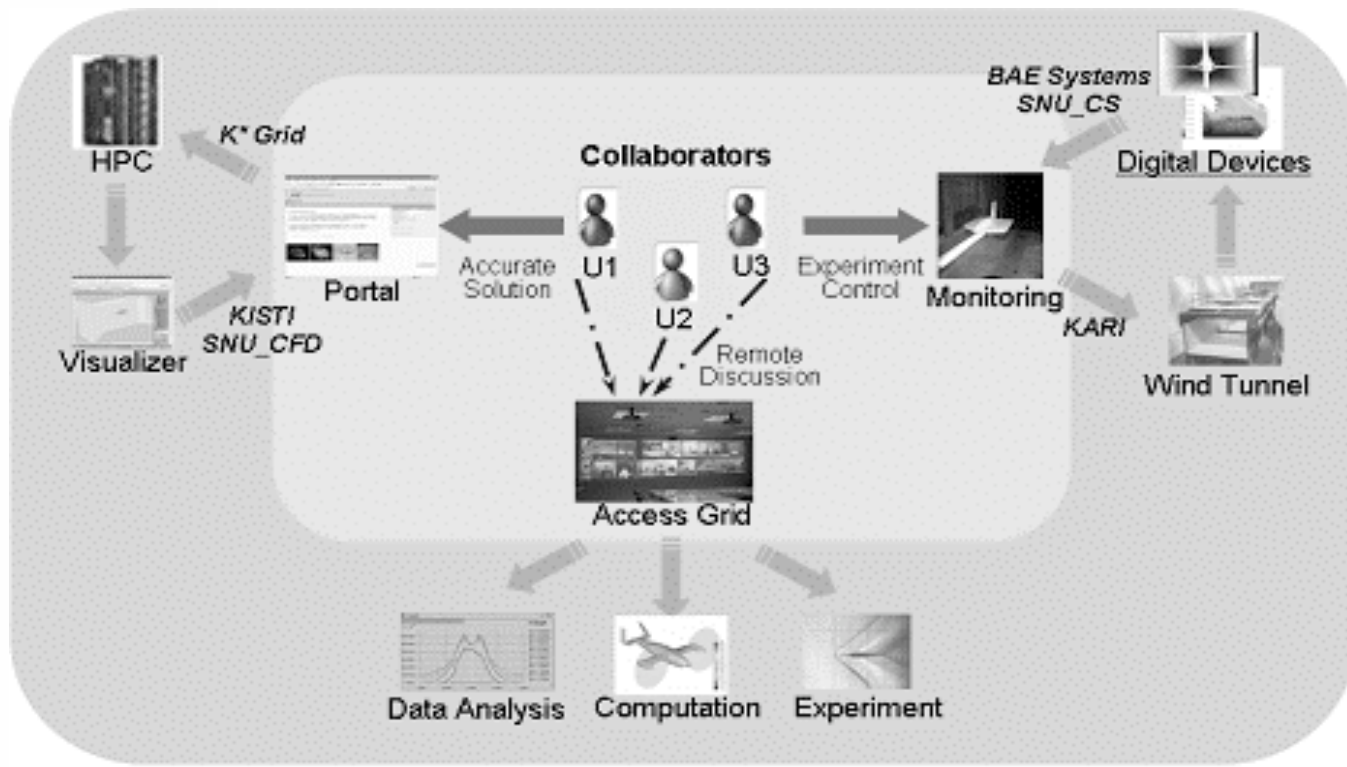 BAE Systems
SNU_CS
K* Grid
HPC
Collaborators
Digital Devices
Accurate
Solution
U1
U3
Experiment
Control
Portal
Monitoring
U2
KISTI
SNU_CFD
KARI
Visualizer
Remote
Discussion
Wind Tunnel
Access Grid
Data Analysis
Computation
Experiment